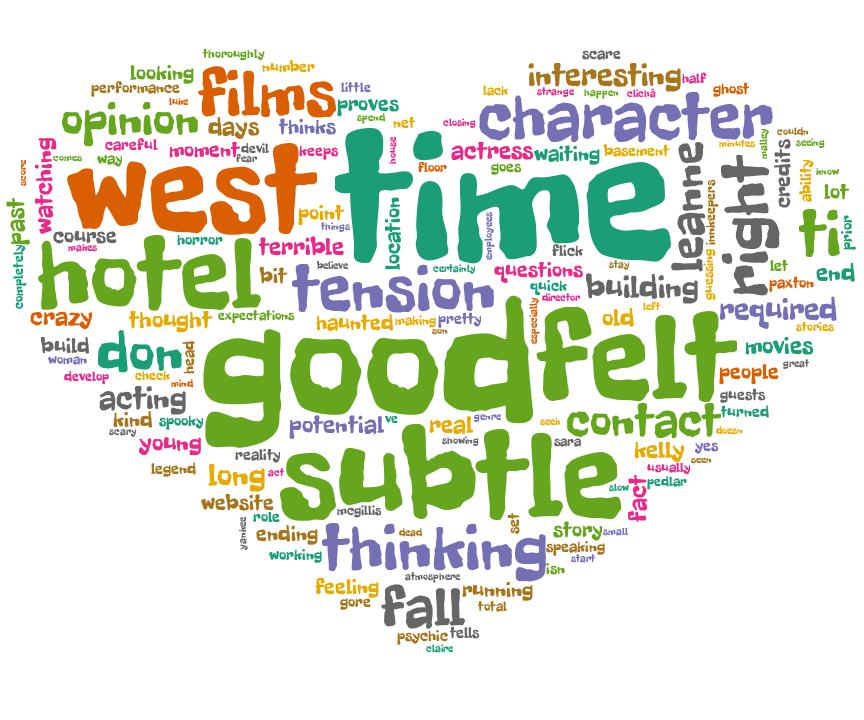 scare
thoroughly
looking
number
interesting
half
performance
films
little
lack
strange
happen
clichã
ghost
luke
proves
opinion
days
thinks
spend
net
closing
character
couldn
careful
moment
devil
keeps
house
actress
waiting
basement
minutes
malley
seeing
score
watching
comes
way
fear
floor
goes
leanne
right
credits
ability
know
west
time
lot
past
point
things
location
employees
innkeepers
ti
prior
course
makes
horror
terrible
flick
completely
hotel
bit
believe
certainly
questions
stay
guessing
let
end
tension
quick
director
building
paxton
crazy
thought
expectations
haunted
making
pretty
son
especially
old
left
required
stories
build
woman
don
head
good
felt
movies
great
develop
check
mind
people
acting
guests
kind
spooky
potential
ve
real
genre
seek
contact
turned
scary
showing
doesn
young
reality
subtle
sara
kelly
yes
seen
legend
long
act
usually
slow
pedlar
website
mcgillis
fact
yankee
role
ending
dead
set
story
small
working
thinking
speaking
start
atmosphere
isn
feeling
fall
running
gore
total
psychic
tells
claire